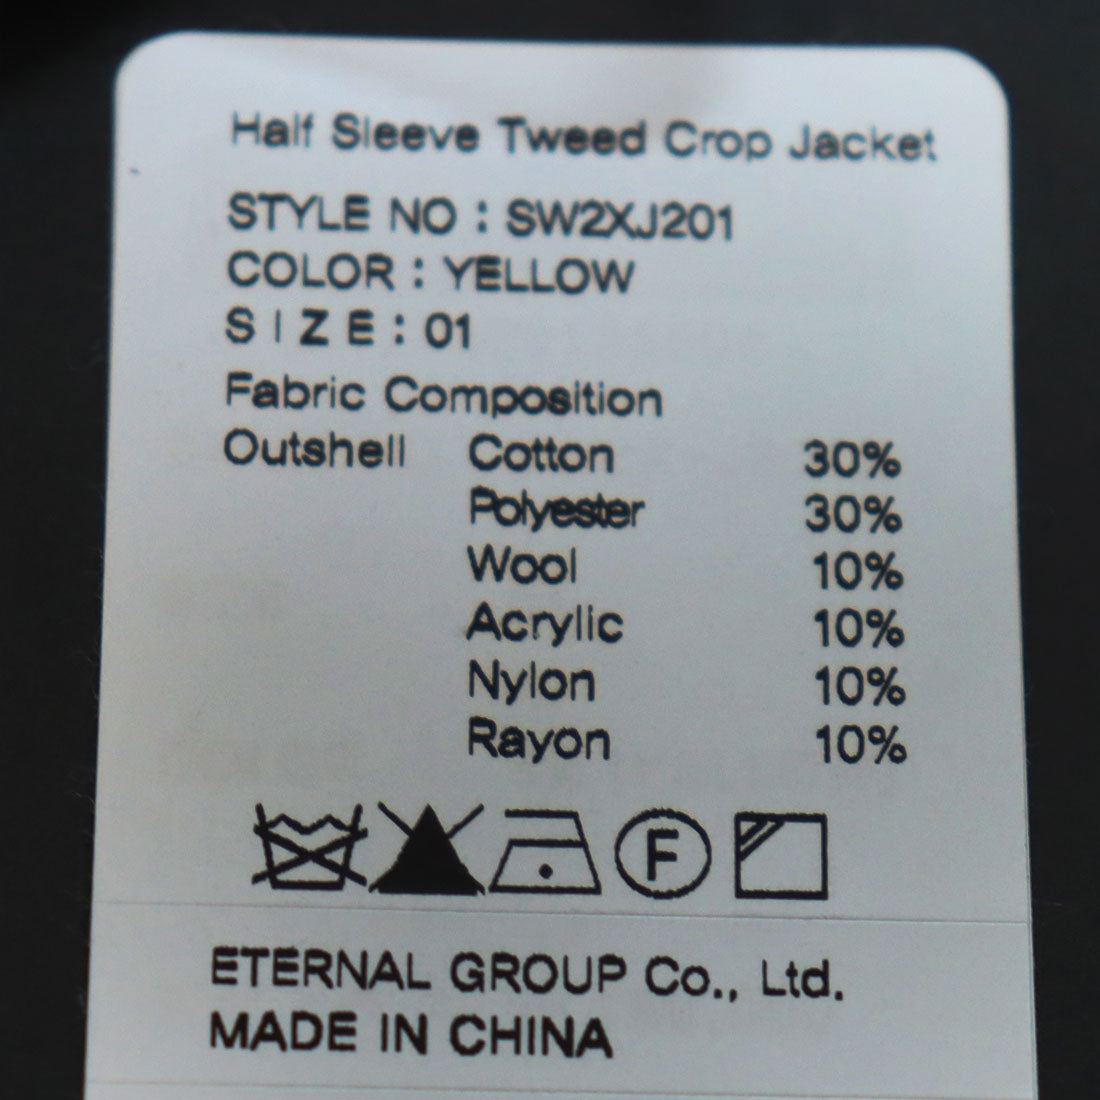 Half Sleeve Tweed Crop Jacket
STYLE NO : SW2XJ201
COLOR : YELLOW
SIZE : 01
Fabric Composition
Outshell Cotton 30%
Polyester 30%
Wool 10%
Acrylic 10%
Nylon 10%
Rayon 10%
F
ETERNAL GROUP Co., Ltd.
MADE IN CHINA